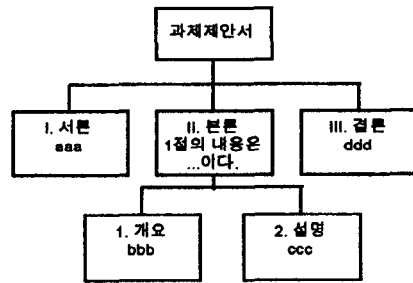 과제제안서
I. 서론
aaa
II. 본론
1절의 내용은
...이다.
III. 결론
ddd
1. 개요
bbb
2. 설명
ccc